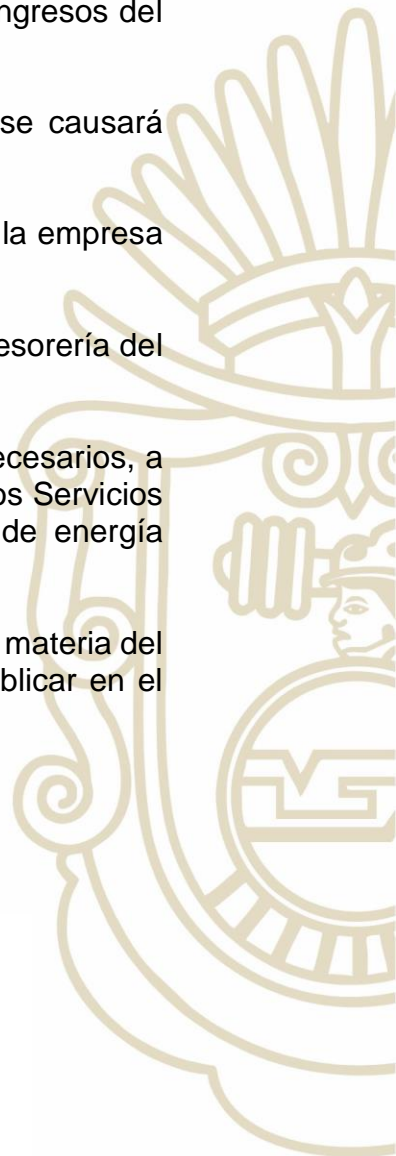 ngresos del
se causará
la empresa
esorería del
ecesarios, a
os Servicios
de energía
materia del
blicar en el